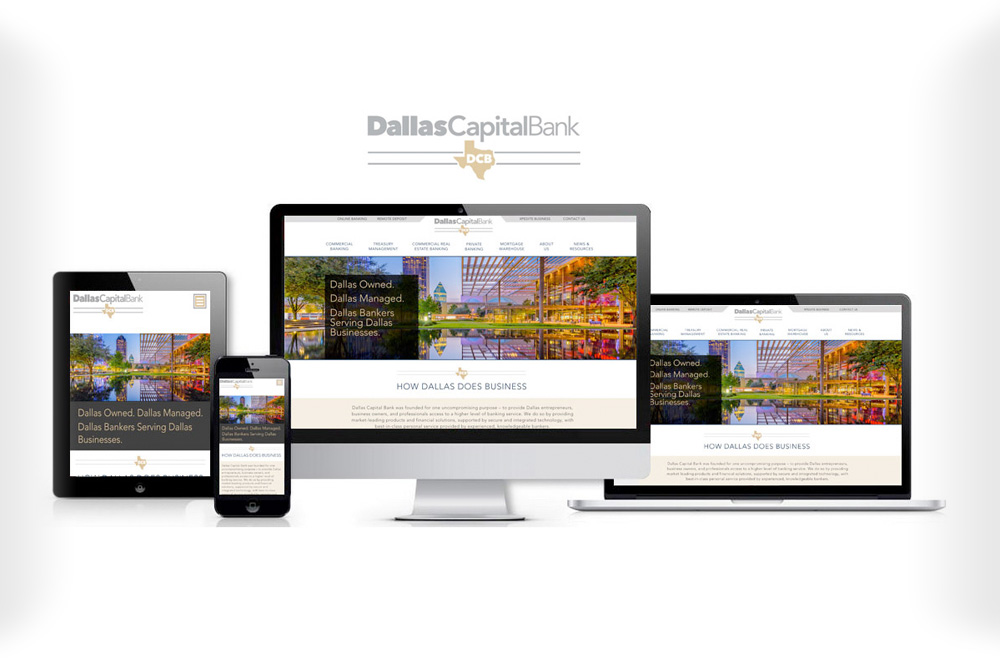 DallasCapitalBank
DCB
ONLINE BANKING REMOTE DEPOSIT
DallasCapitalBank
SPEEDIE BUSINESS CONTACT US
COMMERCIAL BANKING
TREASURY MANAGEMENT
COMMERCIAL REAL ESTATE BANKING
PRIVATE BANKING
MORTGAGE WAREHOUSE
ABOUT US
NEWS & RESOURCES
Dallas Owned.
Dallas Managed.
Dallas Bankers
Serving Dallas
Businesses.
HOW DALLAS DOES BUSINESS
Dallas Capital Bank was founded for one uncompromising purpose – to provide Dallas entrepreneurs,
business owners, and professionals access to a higher level of banking service. We do so by providing
market-leading products and financial solutions, supported by secure and integrated technology, with
best-in-class personal service provided by experienced, knowledgeable bankers.
DallasCapitalBank
Dallas Owned. Dallas Managed.
Dallas Bankers Serving Dallas
Businesses.
DallasCapitalBank
Dallas Owned. Dallas Managed.
Dallas Bankers Serving Dallas
Businesses.
HOW DALLAS DOES BUSINESS
ONLINE BANKING REMOTE DEPOSIT
DallasCapitalBank
CONTACT US
TREASURY MANAGEMENT
COMMERCIAL REAL ESTATE BANKING
PRIVATE BANKING
MORTGAGE WAREHOUSE
ABOUT US
NEWS & RESOURCES
Dallas Owned.
Dallas Managed.
Dallas Bankers
Serving Dallas
Businesses.
HOW DALLAS DOES BUSINESS
Dallas Capital Bank was founded for one uncompromising purpose – to provide Dallas entrepreneurs,
business owners, and professionals access to a higher level of banking service. We do so by providing
market-leading products and financial solutions, supported by secure and integrated technology, with
best-in-class personal service provided by experienced, knowledgeable bankers.